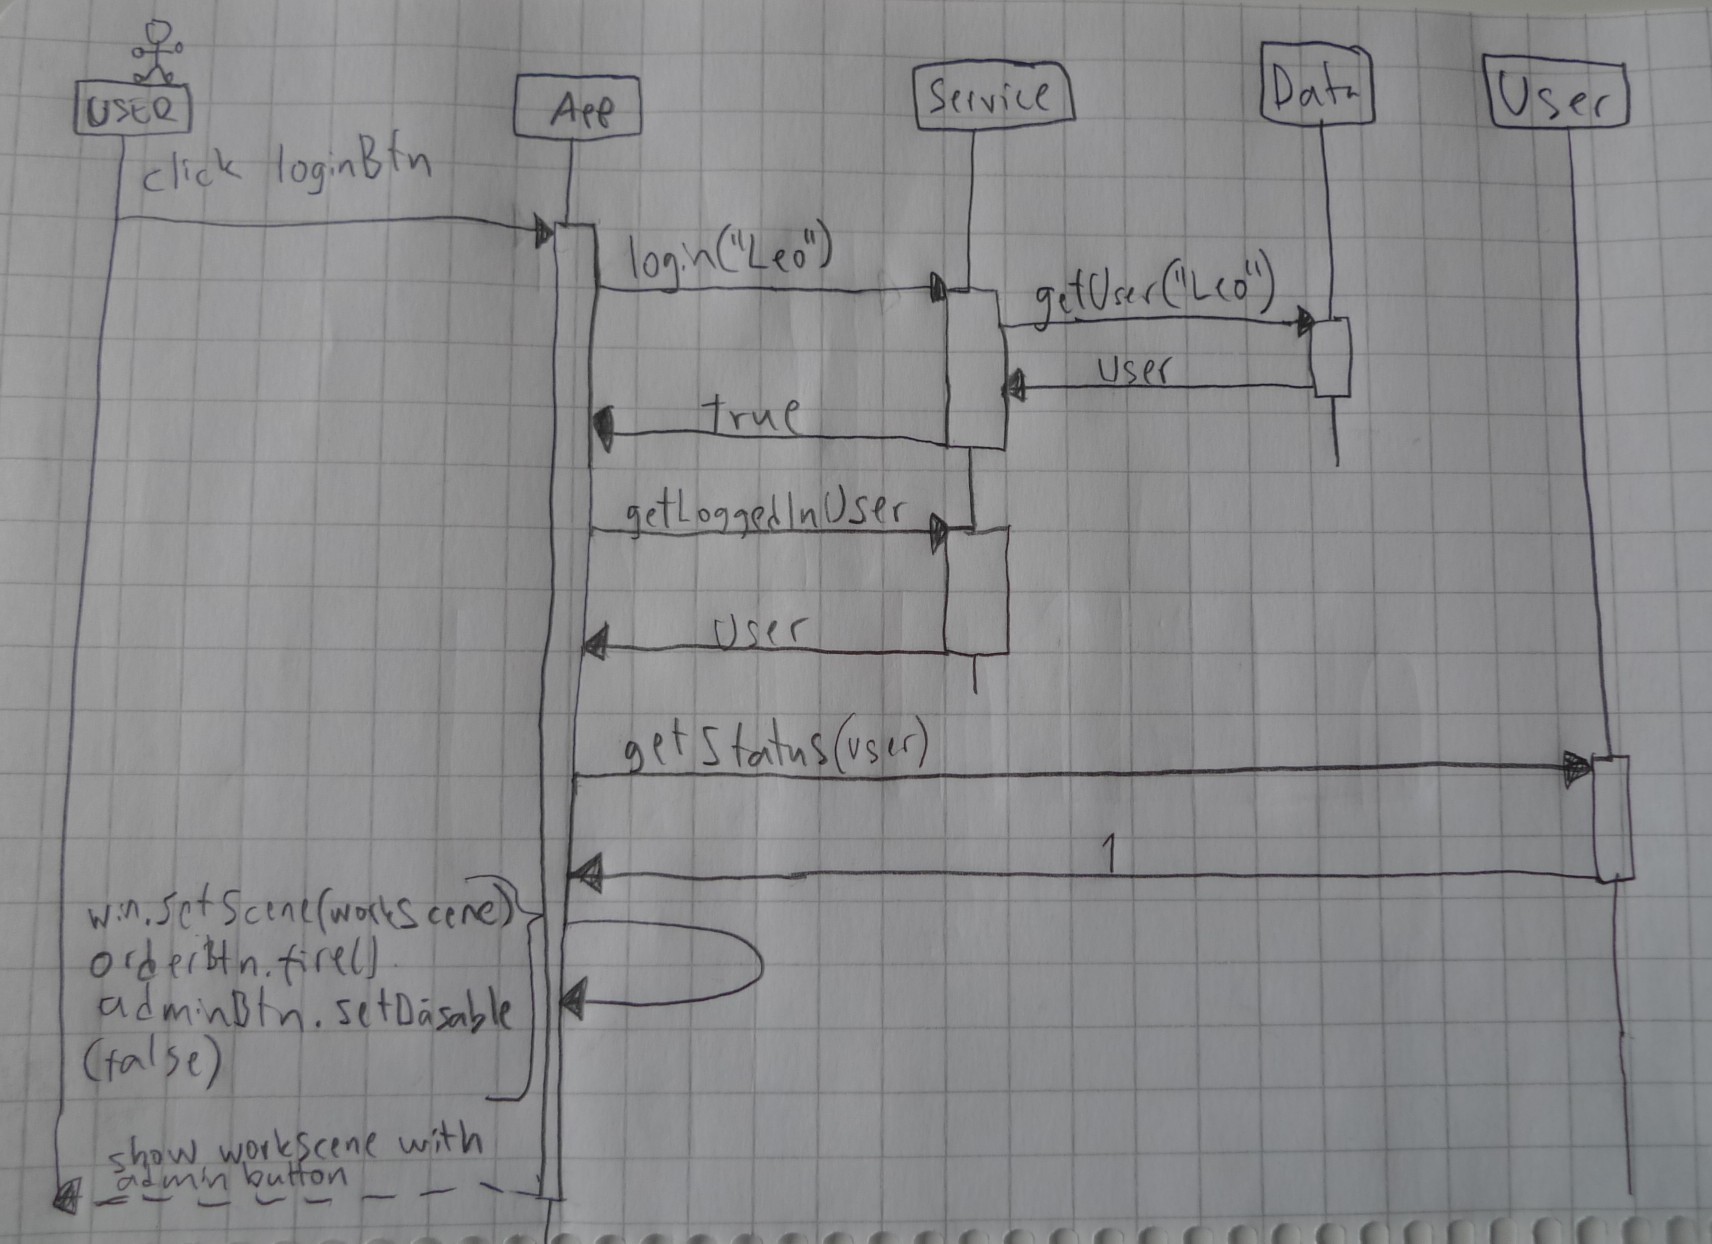 USER
App
Service
Data
User
click loginBtn
login("Leo")
getUser("Leo")
user
true
getLoggedInUser
User
getStatus(user)
1
win.setScene(workScene)
orderBtn.fire()
adminBtn.setDisable
(false)
show workscene with
admin button